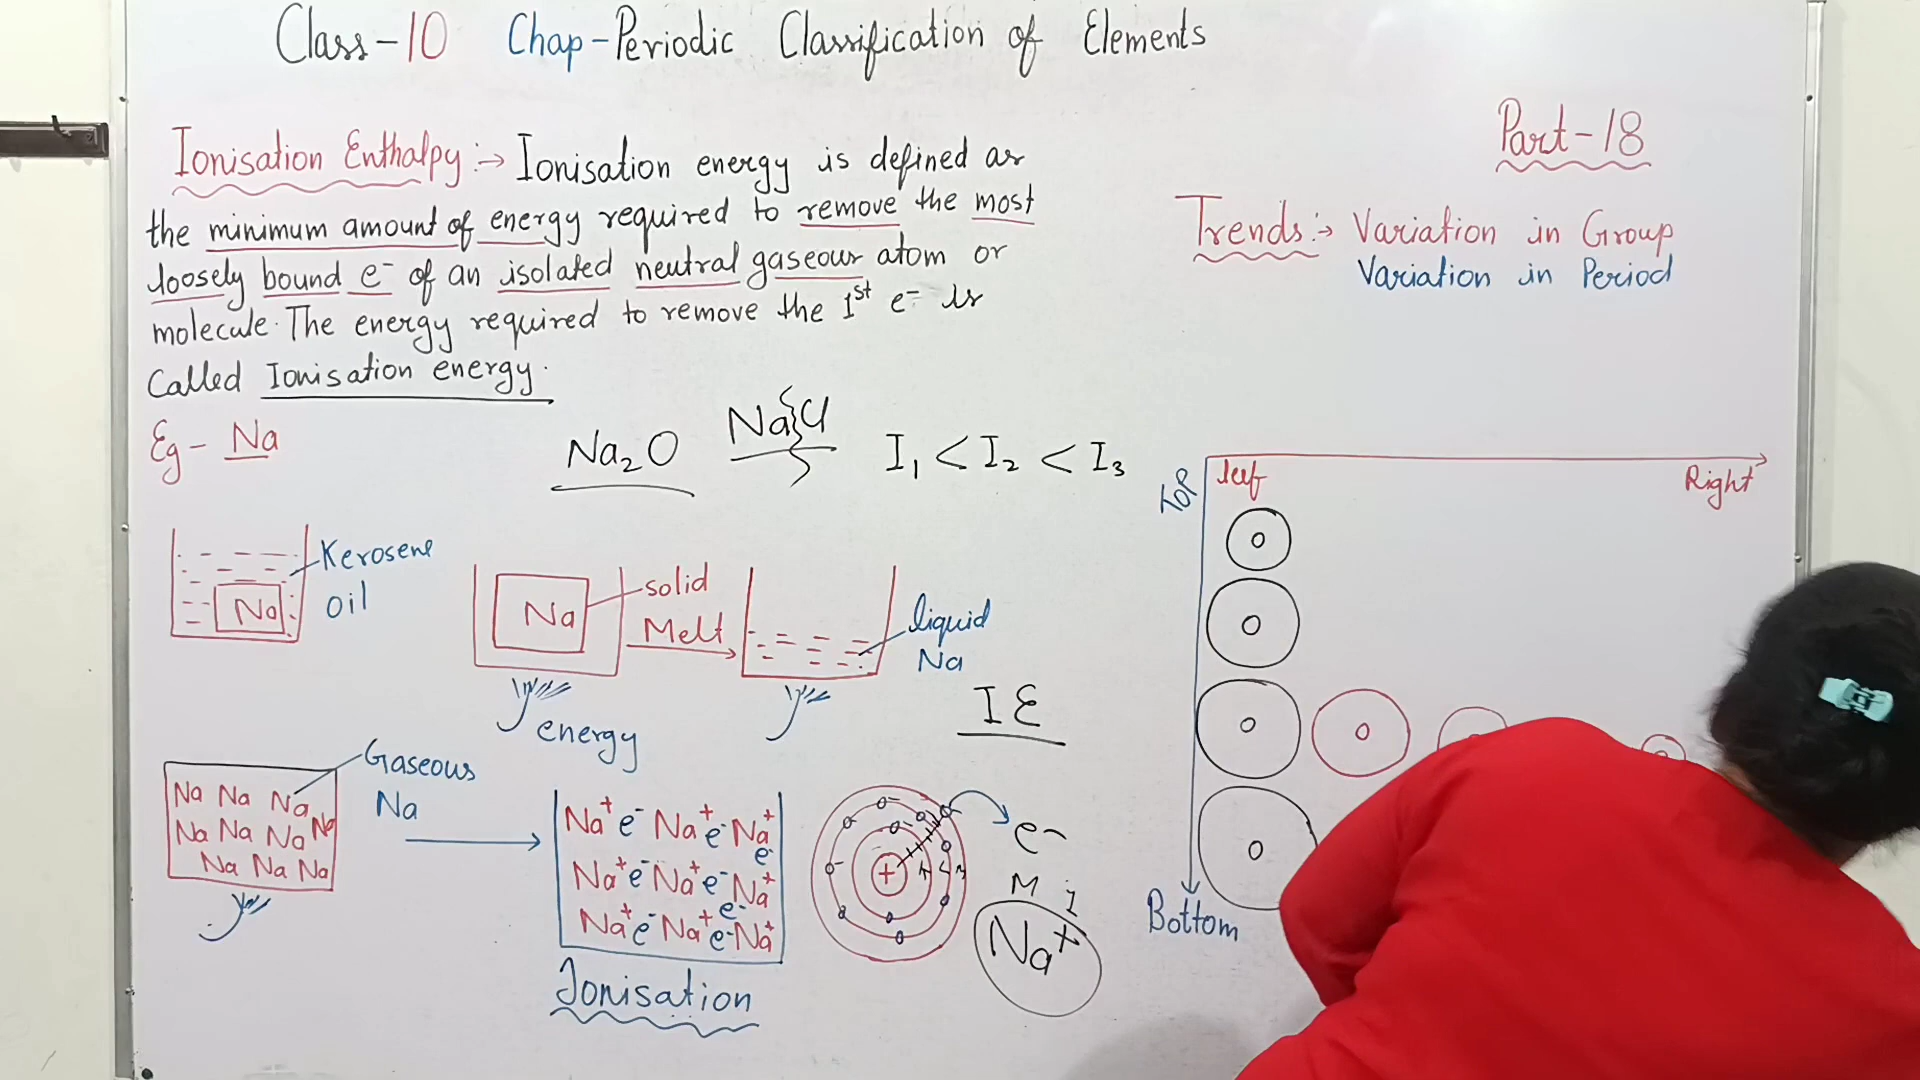 Class-10 Chap-Periodic Classification of Elements
Part-18
Ionisation Enthalpy :→ Ionisation energy is defined as
the minimum amount of energy required to remove the most
loosely bound e⁻ of an isolated neutral gaseous atom or
molecule. The energy required to remove the 1st e⁻ is
Called Ionisation energy.
Trends :→ Variation in Group
Variation in Period
Eg - Na
Na₂O NaCl I₁ < I₂ < I₃
Kerosene
oil
Na
Na
solid
Melt
liquid
Na
energy
IE
Gaseous
Na
Na Na Na
Na Na Na Na
Na Na Na
Na⁺ e⁻ Na⁺ e⁻ Na⁺
e⁻
Na⁺ e⁻ Na⁺ e⁻ Na⁺
e⁻
Na⁺ e⁻ Na⁺ e⁻ Na⁺
Ionisation
+
e⁻
M
Na⁺
Top
Right
Bottom